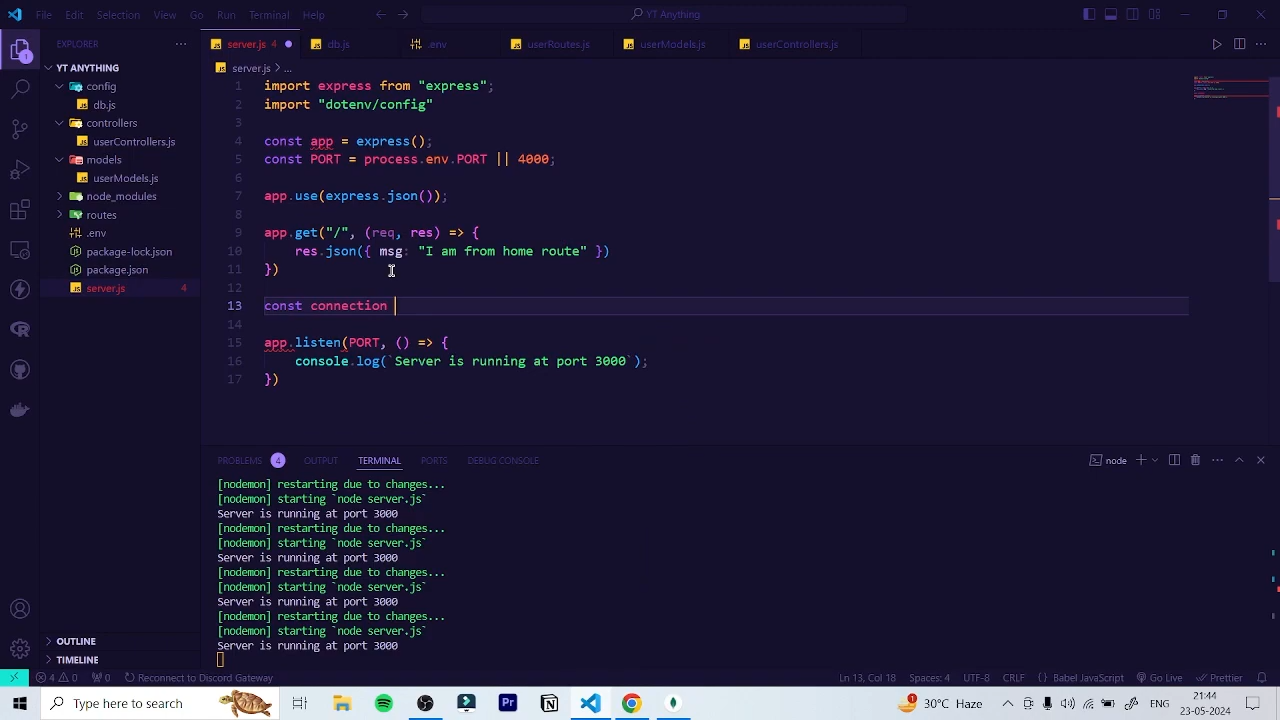 File Edit Selection View Go Run Terminal Help YT Anything
EXPLORER
server.js 4 db.js .env userRoutes.js userModels.js userControllers.js
YT ANYTHING
config
db.js
controllers
userControllers.js
models
userModels.js
node_modules
routes
.env
package-lock.json
package.json
server.js 4
OUTLINE
TIMELINE
server.js > ...
1 import express from "express";
2 import "dotenv/config"
3
4 const app = express();
5 const PORT = process.env.PORT || 4000;
6
7 app.use(express.json());
8
9 app.get("/", (req, res) => {
10 res.json({ msg: "I am from home route" })
11 })
12
13 const connection
14
15 app.listen(PORT, () => {
16 console.log(`Server is running at port 3000`);
17 })
PROBLEMS 4 OUTPUT TERMINAL PORTS DEBUG CONSOLE node
[nodemon] restarting due to changes...
[nodemon] starting `node server.js`
Server is running at port 3000
[nodemon] restarting due to changes...
[nodemon] starting `node server.js`
Server is running at port 3000
[nodemon] restarting due to changes...
[nodemon] starting `node server.js`
Server is running at port 3000
[nodemon] restarting due to changes...
[nodemon] starting `node server.js`
Server is running at port 3000
4 0 0 Reconnect to Discord Gateway Ln 13, Col 18 Spaces: 4 UTF-8 CRLF {} Babel JavaScript Go Live Prettier
Type here to search 1 30°C Haze ENG 21:44
23-05-2024